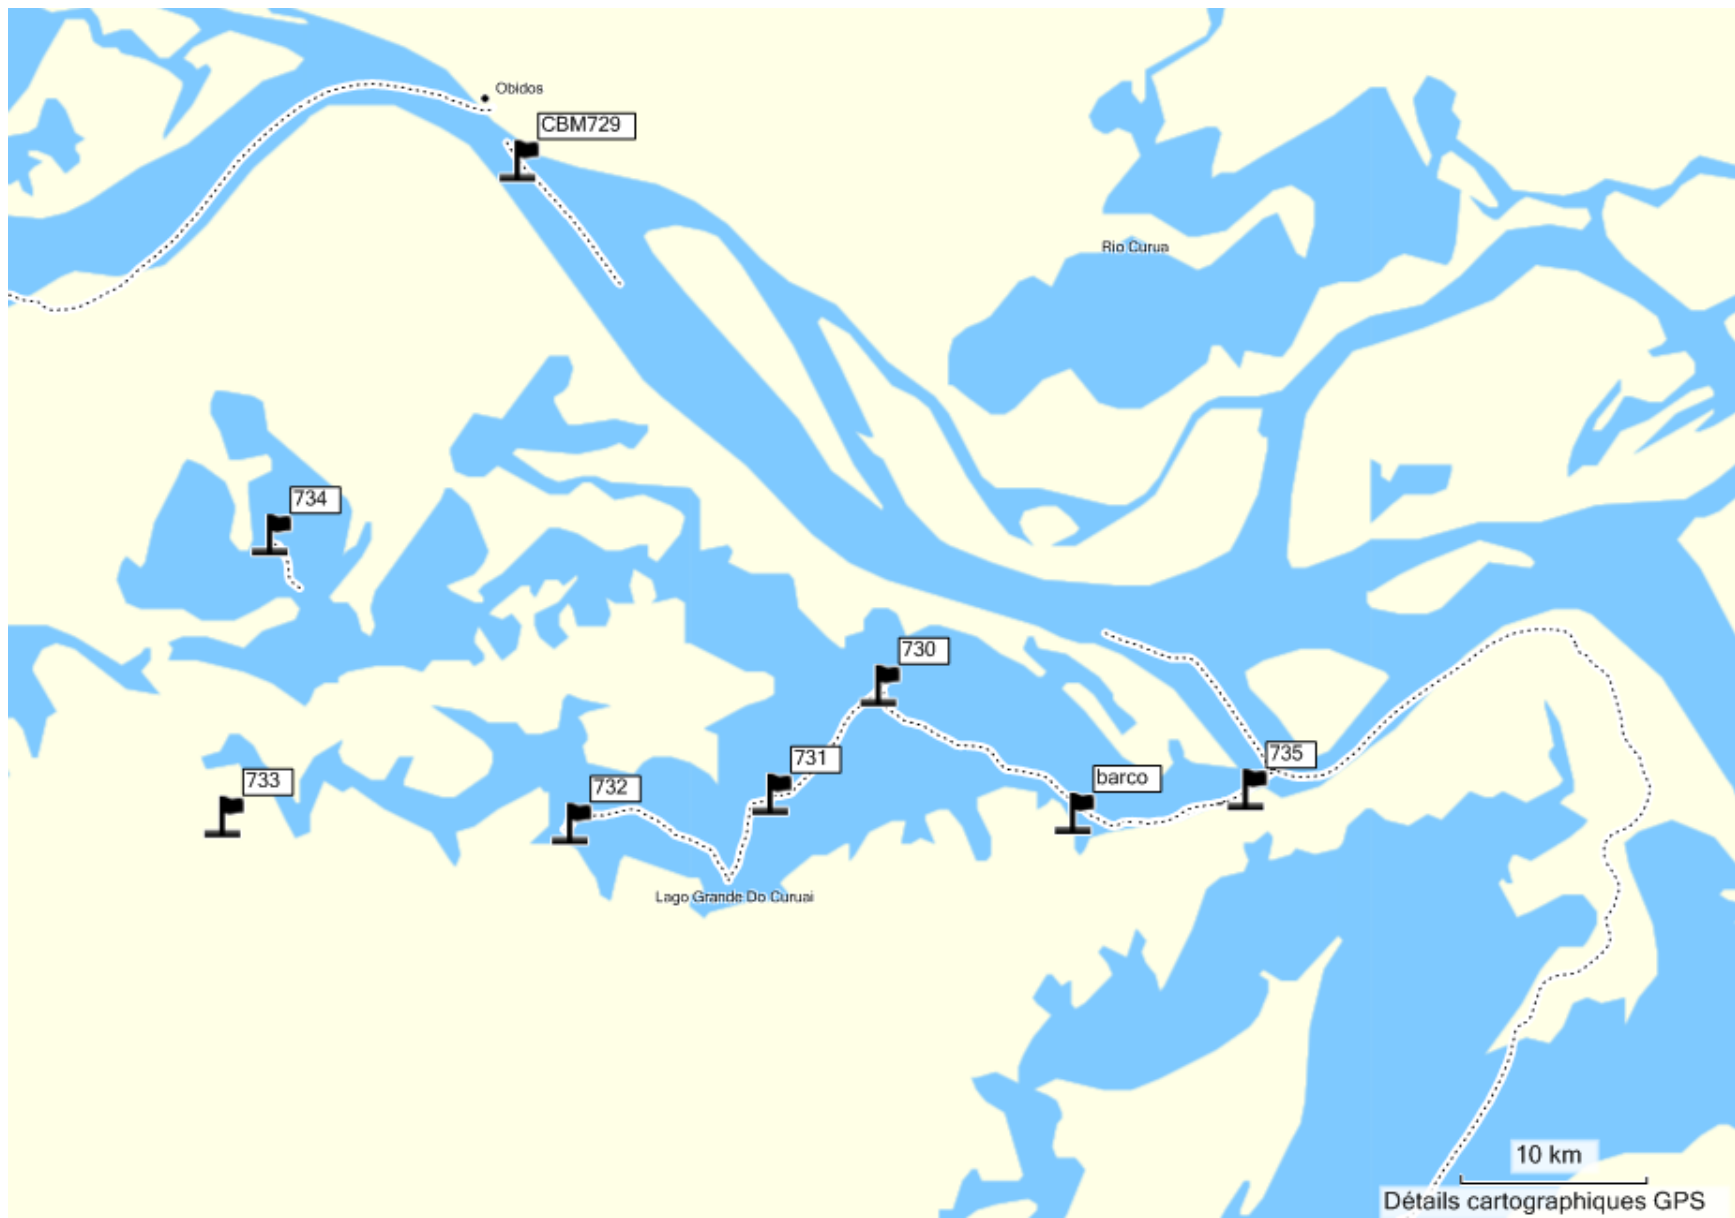 Obidos
CBM729
Rio Curua
734
730
731
735
733
732
barco
Lago Grande Do Curuai
10 km
Détails cartographiques GPS